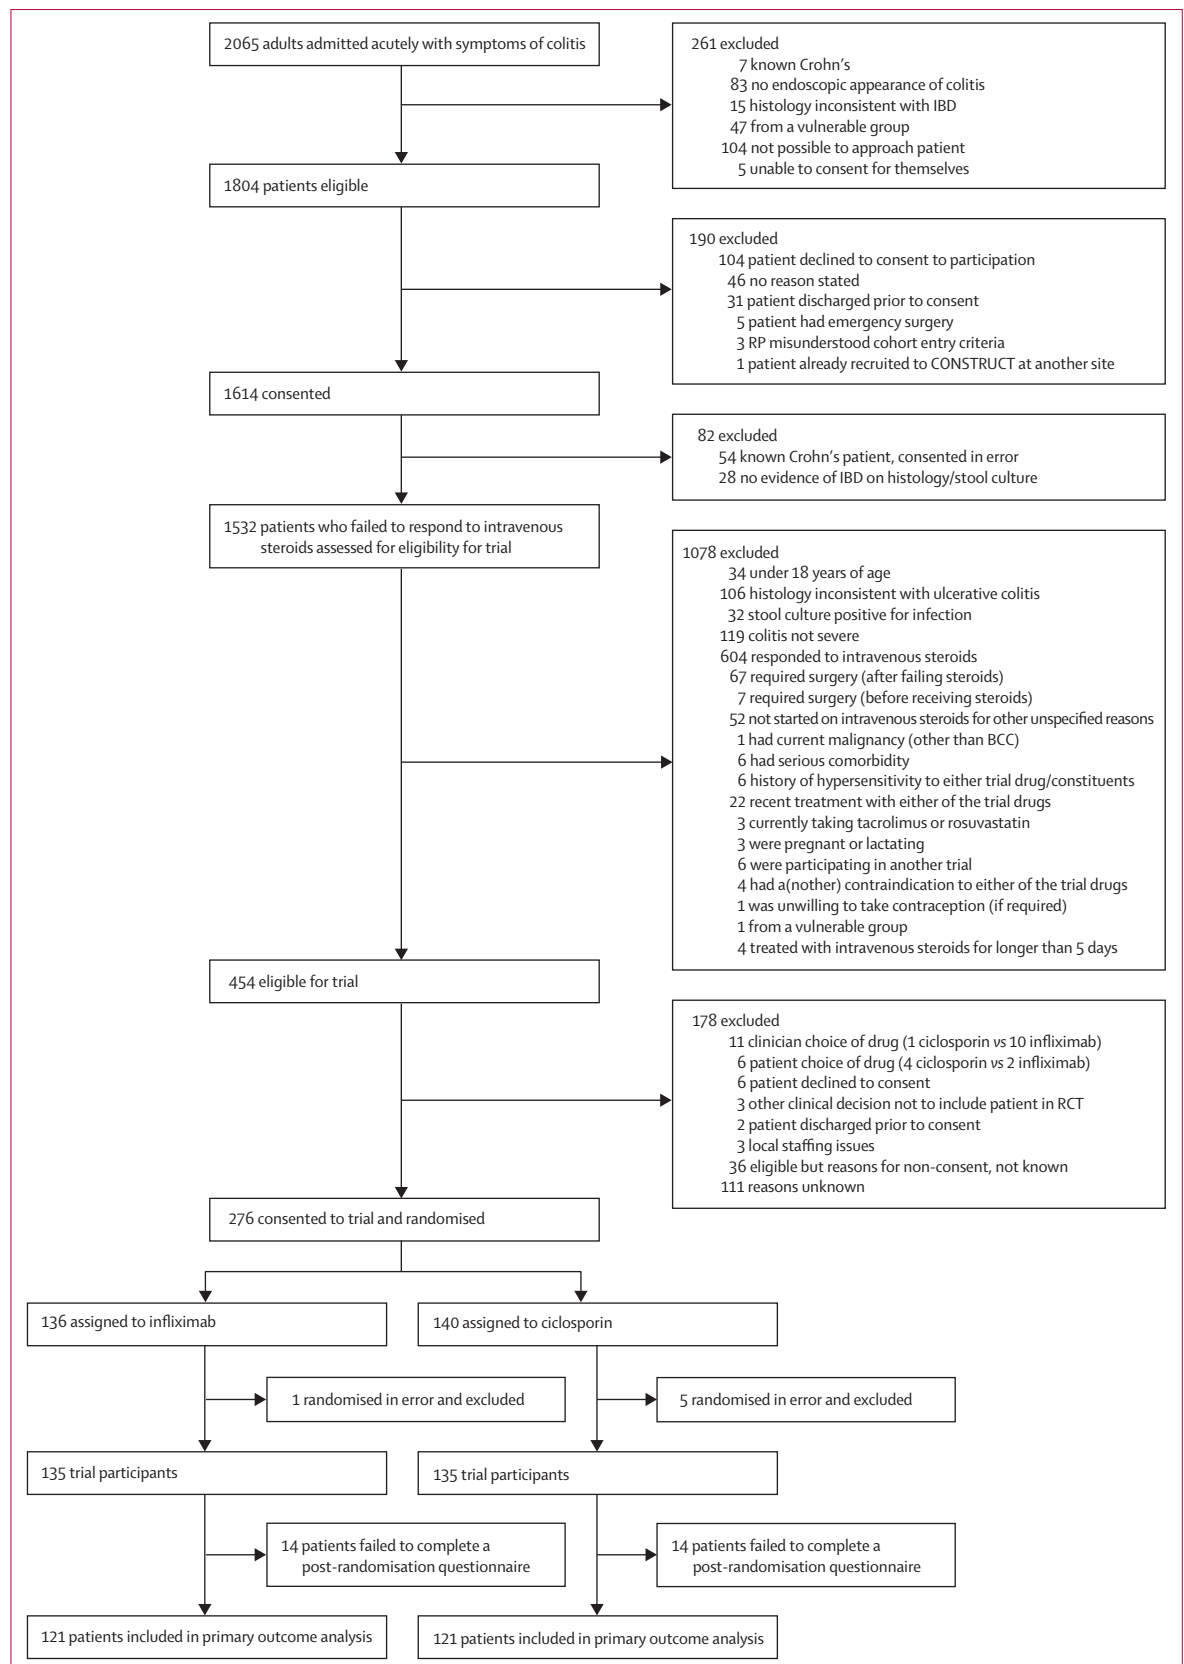 2065 adults admitted acutely with symptoms of colitis
261 excluded
7 known Crohn's
83 no endoscopic appearance of colitis
15 histology inconsistent with IBD
47 from a vulnerable group
104 not possible to approach patient
5 unable to consent for themselves
1804 patients eligible
190 excluded
104 patient declined to consent to participation
46 no reason stated
31 patient discharged prior to consent
5 patient had emergency surgery
3 RP misunderstood cohort entry criteria
1 patient already recruited to CONSTRUCT at another site
1614 consented
82 excluded
54 known Crohn's patient, consented in error
28 no evidence of IBD on histology/stool culture
1532 patients who failed to respond to intravenous
steroids assessed for eligibility for trial
1078 excluded
34 under 18 years of age
106 histology inconsistent with ulcerative colitis
32 stool culture positive for infection
119 colitis not severe
604 responded to intravenous steroids
67 required surgery (after failing steroids)
7 required surgery (before receiving steroids)
52 not started on intravenous steroids for other unspecified reasons
1 had current malignancy (other than BCC)
6 had serious comorbidity
6 history of hypersensitivity to either trial drug/constituents
22 recent treatment with either of the trial drugs
3 currently taking tacrolimus or rosuvastatin
3 were pregnant or lactating
6 were participating in another trial
4 had a(nother) contraindication to either of the trial drugs
1 was unwilling to take contraception (if required)
1 from a vulnerable group
4 treated with intravenous steroids for longer than 5 days
454 eligible for trial
178 excluded
11 clinician choice of drug (1 ciclosporin vs 10 infliximab)
6 patient choice of drug (4 ciclosporin vs 2 infliximab)
6 patient declined to consent
3 other clinical decision not to include patient in RCT
2 patient discharged prior to consent
3 local staffing issues
36 eligible but reasons for non-consent, not known
111 reasons unknown
276 consented to trial and randomised
136 assigned to infliximab
140 assigned to ciclosporin
1 randomised in error and excluded
5 randomised in error and excluded
135 trial participants
135 trial participants
14 patients failed to complete a
post-randomisation questionnaire
14 patients failed to complete a
post-randomisation questionnaire
121 patients included in primary outcome analysis
121 patients included in primary outcome analysis